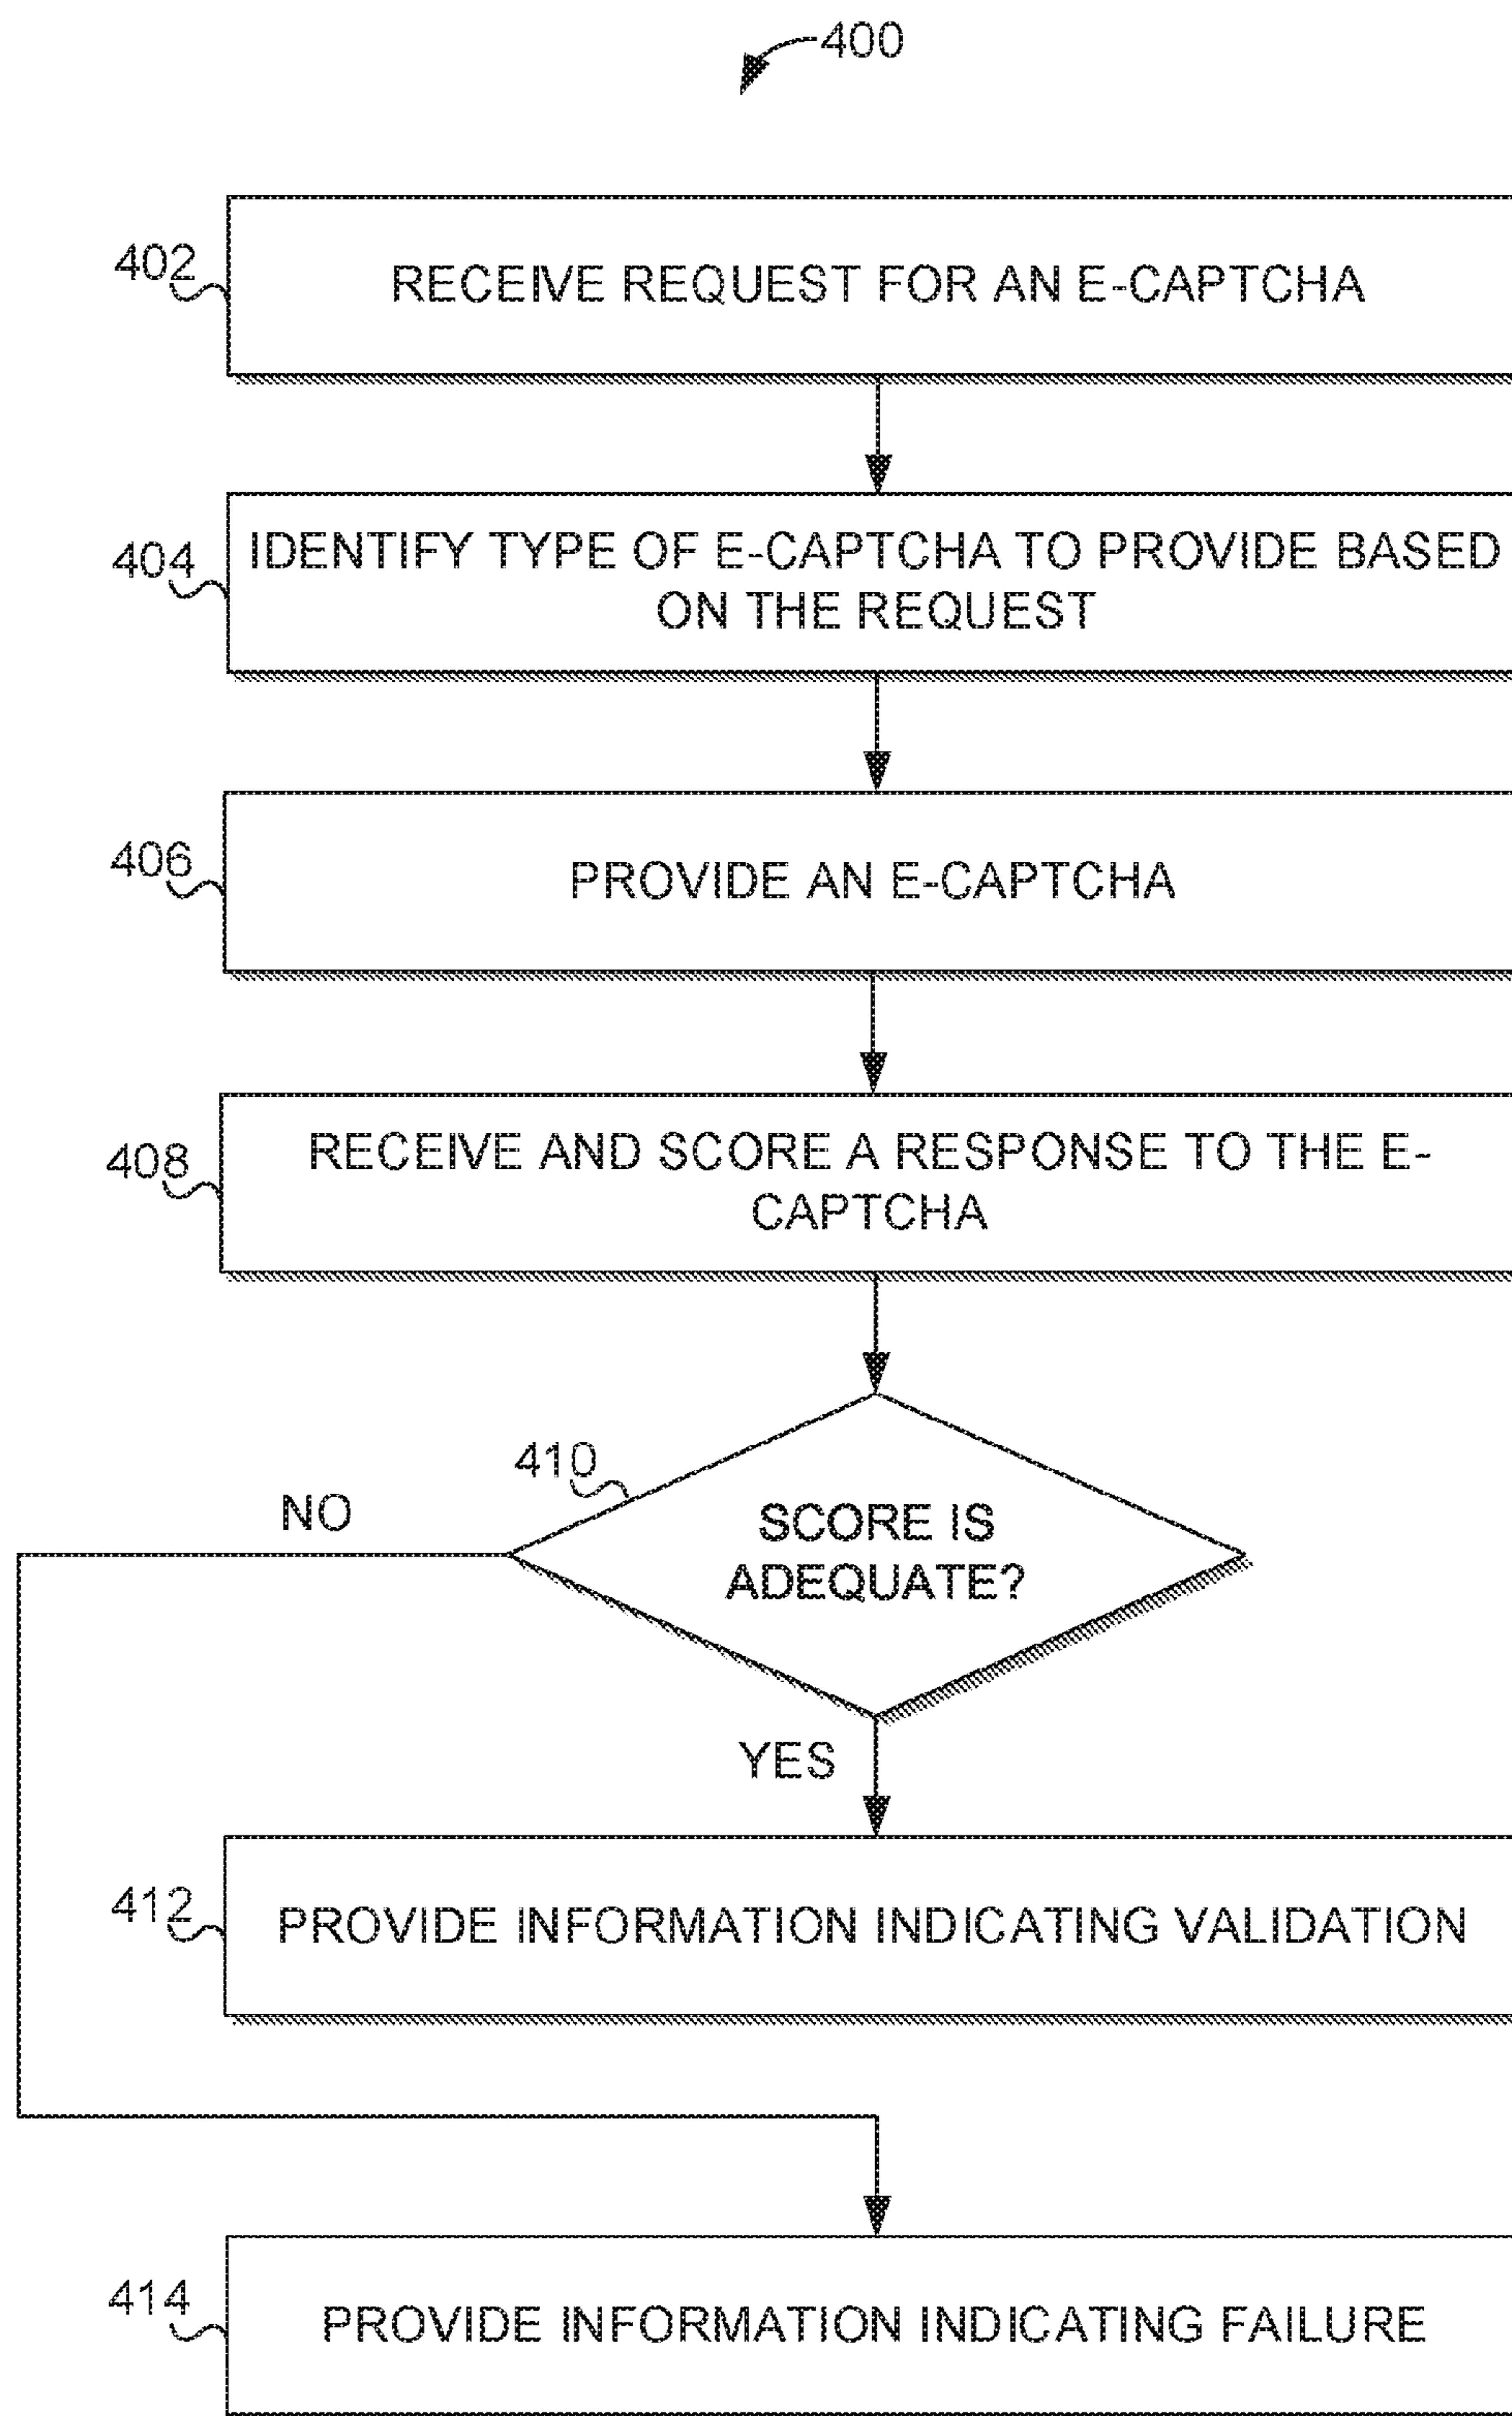 400
402
RECEIVE REQUEST FOR AN E-CAPTCHA
404
IDENTIFY TYPE OF E-CAPTCHA TO PROVIDE BASED
ON THE REQUEST
406
PROVIDE AN E-CAPTCHA
408
RECEIVE AND SCORE A RESPONSE TO THE E-
CAPTCHA
410
NO
SCORE IS
ADEQUATE?
YES
412
PROVIDE INFORMATION INDICATING VALIDATION
414
PROVIDE INFORMATION INDICATING FAILURE